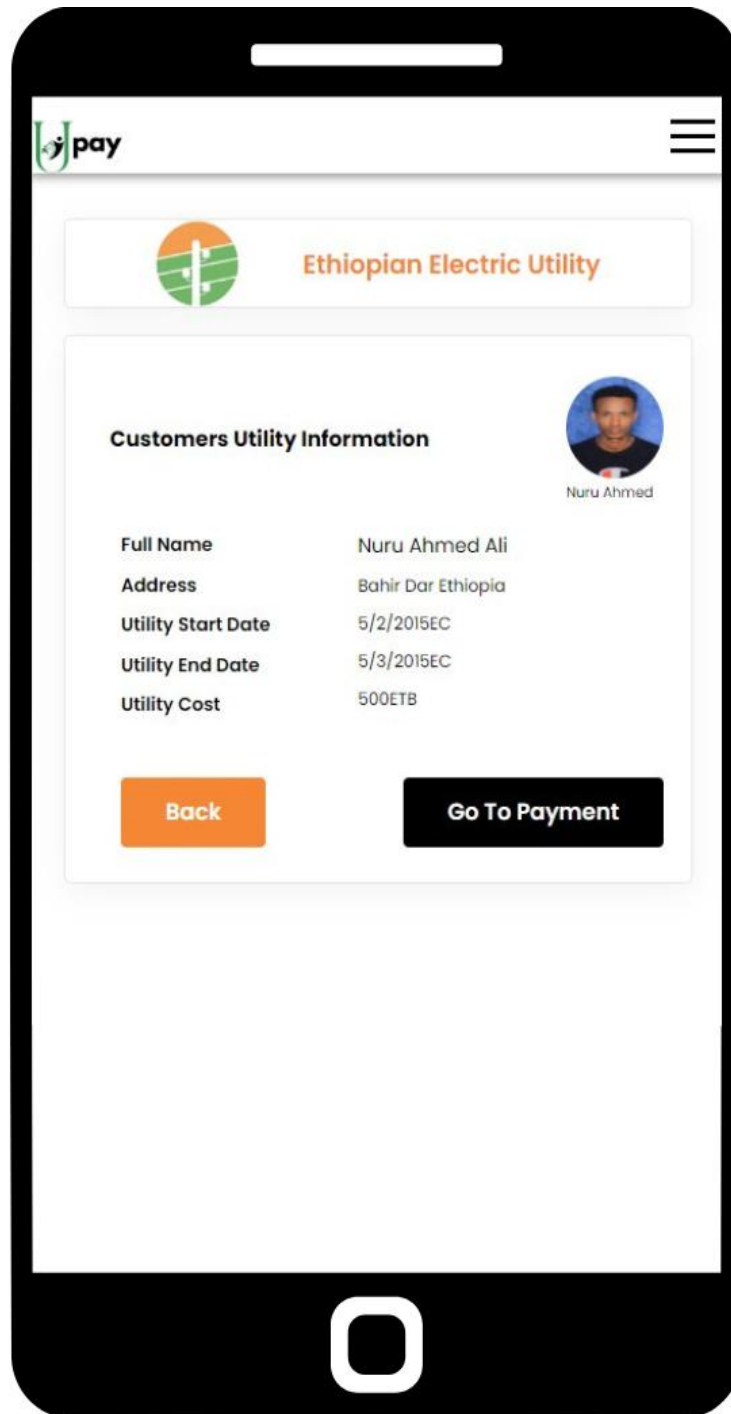 Upay
Ethiopian Electric Utility
Customers Utility Information
Nuru Ahmed
Full Name Nuru Ahmed Ali
Address Bahir Dar Ethiopia
Utility Start Date 5/2/2015EC
Utility End Date 5/3/2015EC
Utility Cost 500ETB
Back Go To Payment